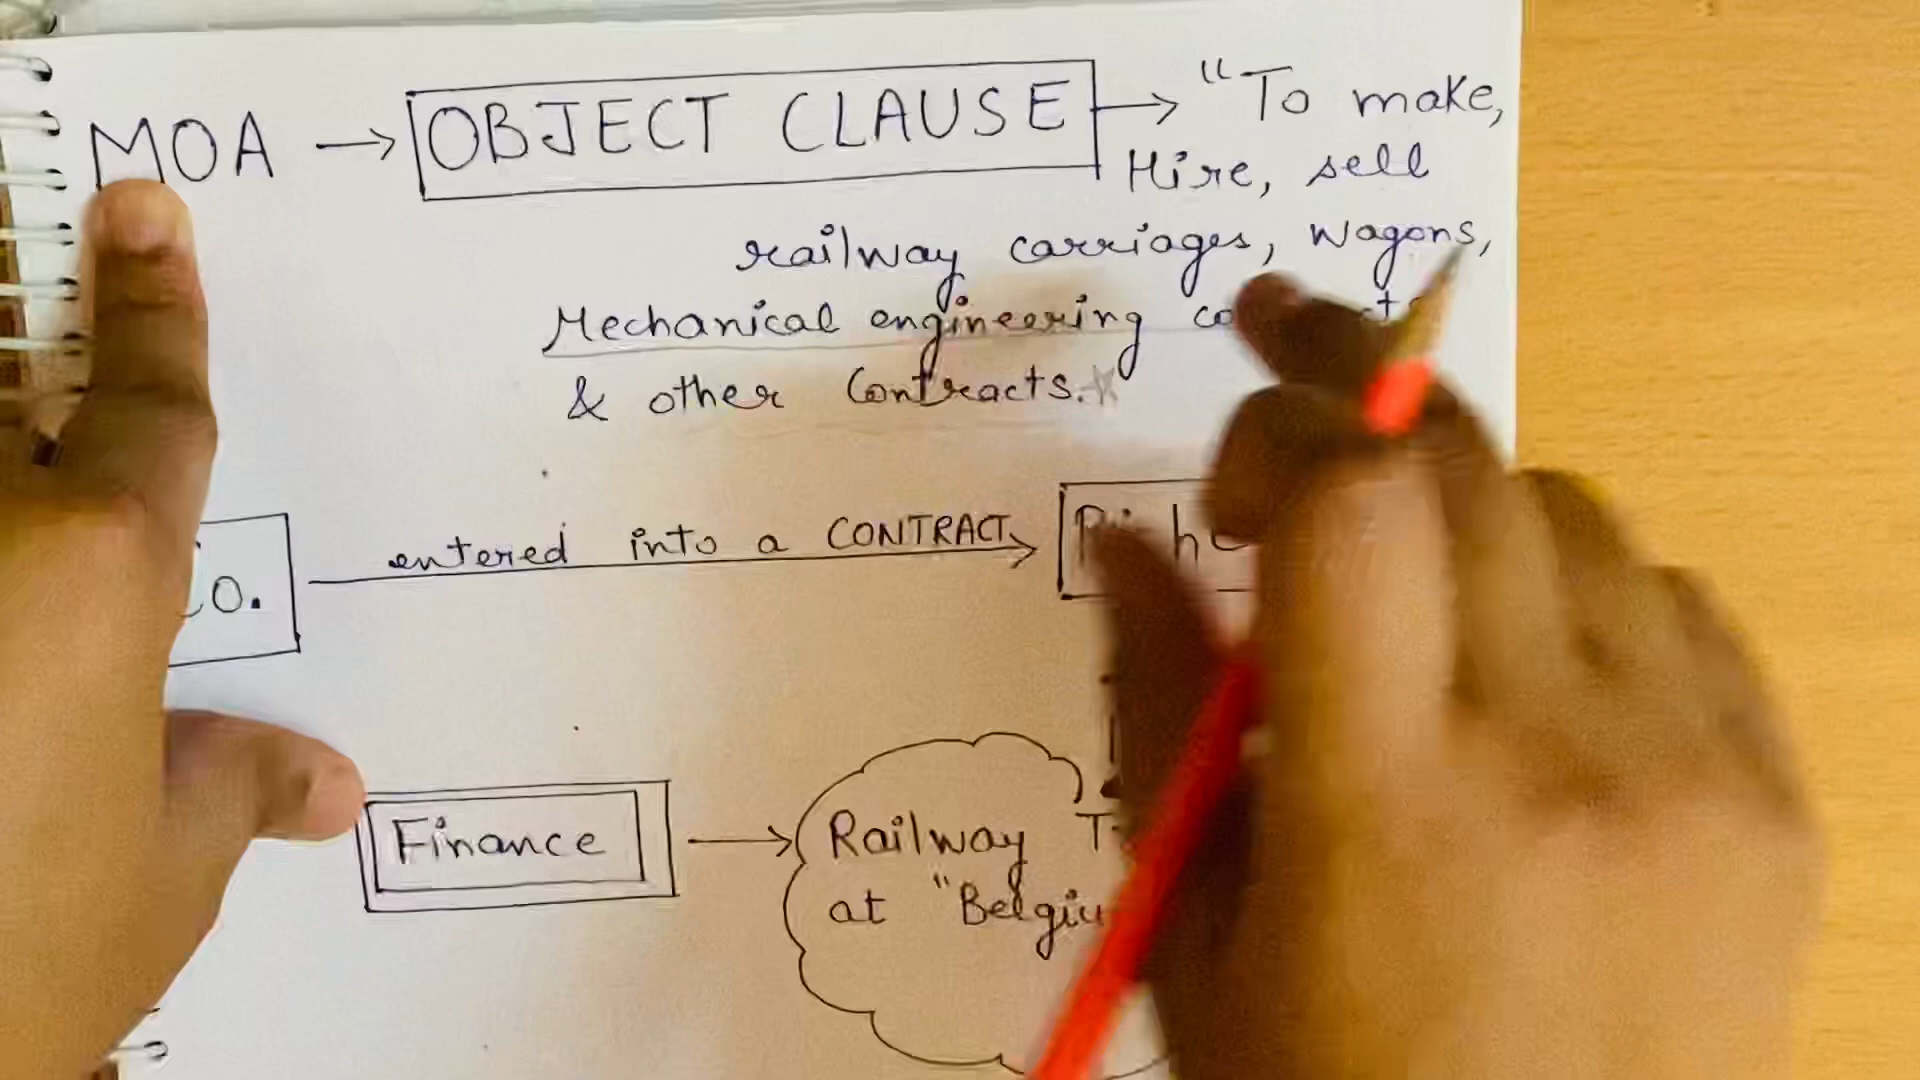 MOA → OBJECT CLAUSE → "To make,
Hire, sell
railway carriages, wagons,
Mechanical engineering
& other Contracts.
Co.
entered into a CONTRACT
Finance → Railway
at "